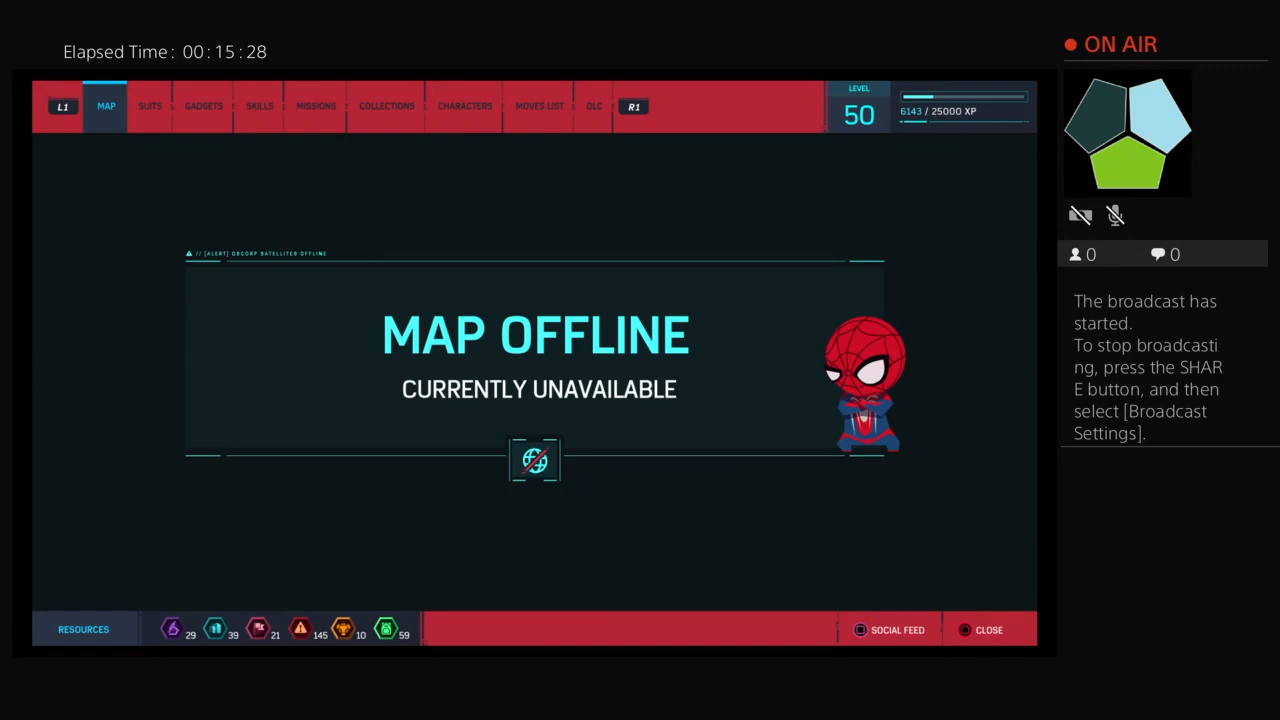 Elapsed Time: 00:15:28
ON AIR
L1 MAP SUITS GADGETS SKILLS MISSIONS COLLECTIONS CHARACTERS MOVES LIST DLC R1
LEVEL
50
6143 / 25000 XP
// [ALERT] OSCORP SATELLITES OFFLINE
MAP OFFLINE
CURRENTLY UNAVAILABLE
0 0
The broadcast has
started.
To stop broadcasti
ng, press the SHAR
E button, and then
select [Broadcast
Settings].
RESOURCES 29 39 21 145 10 59 SOCIAL FEED CLOSE